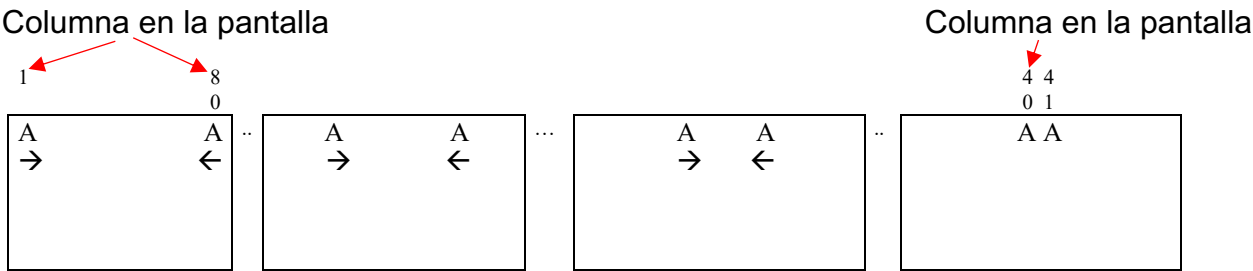 Columna en la pantalla Columna en la pantalla
1 8 4 4
0 0 1
A A .. A A ... A A .. A A
→ ← → ← → ←